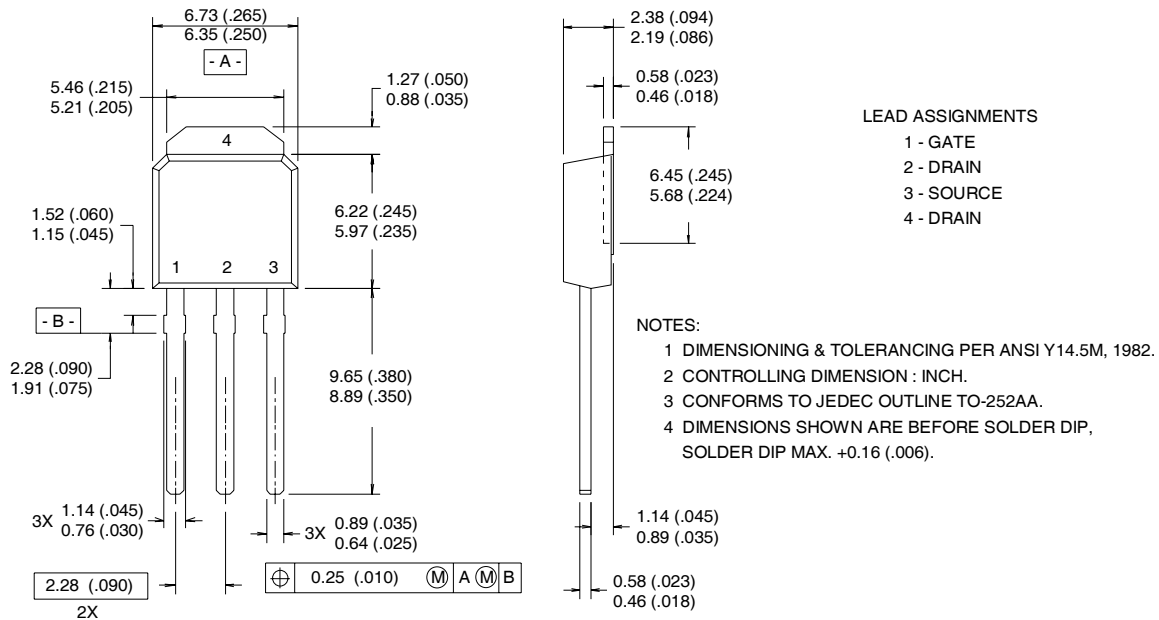 6.73 (.265)
6.35 (.250)
- A -
5.46 (.215)
5.21 (.205)
1.27 (.050)
0.88 (.035)
4
1.52 (.060)
1.15 (.045)
6.22 (.245)
5.97 (.235)
1 2 3
- B -
2.28 (.090)
1.91 (.075)
9.65 (.380)
8.89 (.350)
3X 1.14 (.045)
0.76 (.030)
3X 0.89 (.035)
0.64 (.025)
2.28 (.090)
2X
⌖ 0.25 (.010) Ⓜ A Ⓜ B
2.38 (.094)
2.19 (.086)
0.58 (.023)
0.46 (.018)
6.45 (.245)
5.68 (.224)
1.14 (.045)
0.89 (.035)
0.58 (.023)
0.46 (.018)
LEAD ASSIGNMENTS
1 - GATE
2 - DRAIN
3 - SOURCE
4 - DRAIN
NOTES:
1 DIMENSIONING & TOLERANCING PER ANSI Y14.5M, 1982.
2 CONTROLLING DIMENSION : INCH.
3 CONFORMS TO JEDEC OUTLINE TO-252AA.
4 DIMENSIONS SHOWN ARE BEFORE SOLDER DIP,
SOLDER DIP MAX. +0.16 (.006).